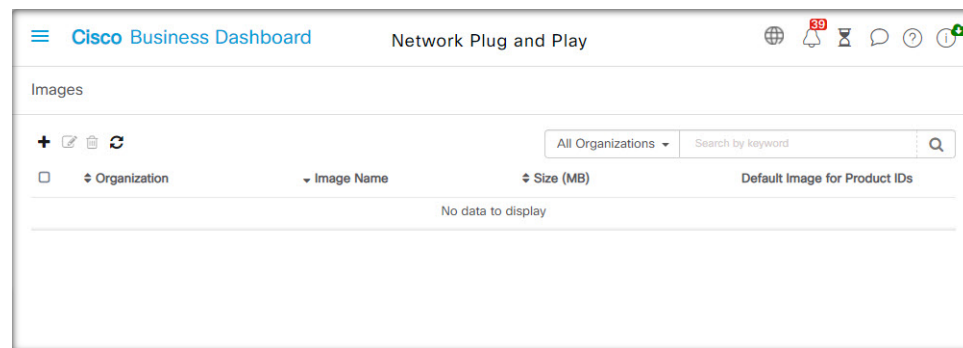 Cisco Business Dashboard Network Plug and Play 39
Images
All Organizations Search by keyword
Organization Image Name Size (MB) Default Image for Product IDs
No data to display